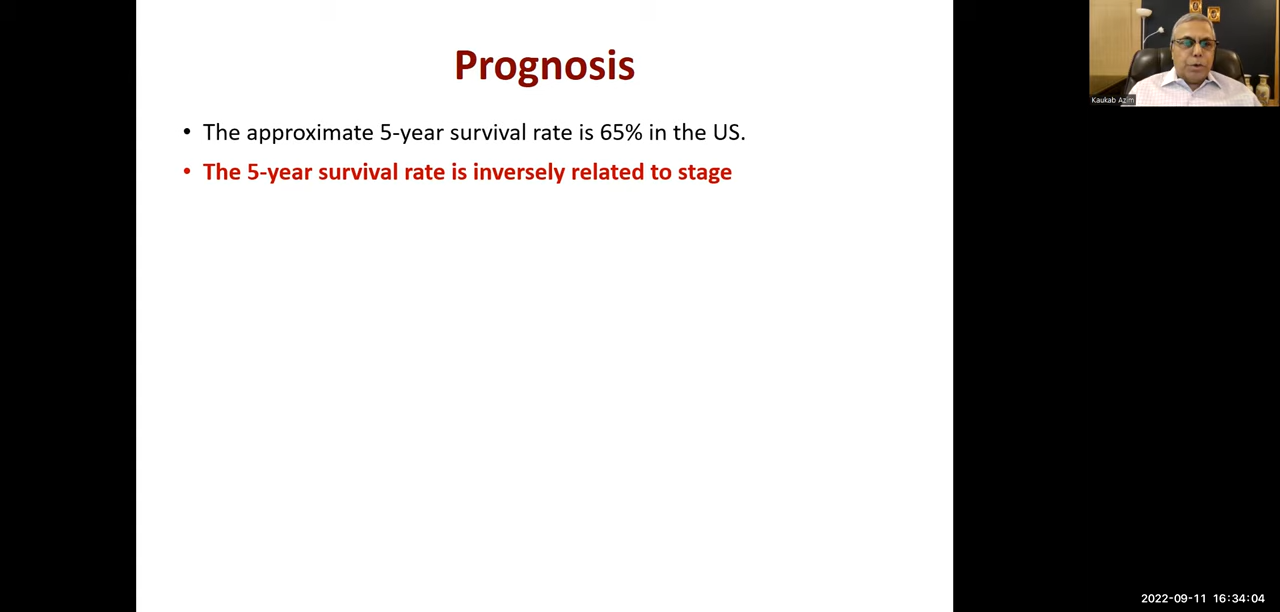 Prognosis
• The approximate 5-year survival rate is 65% in the US.
• The 5-year survival rate is inversely related to stage
Kaukab Azim
2022-09-11 16:34:04